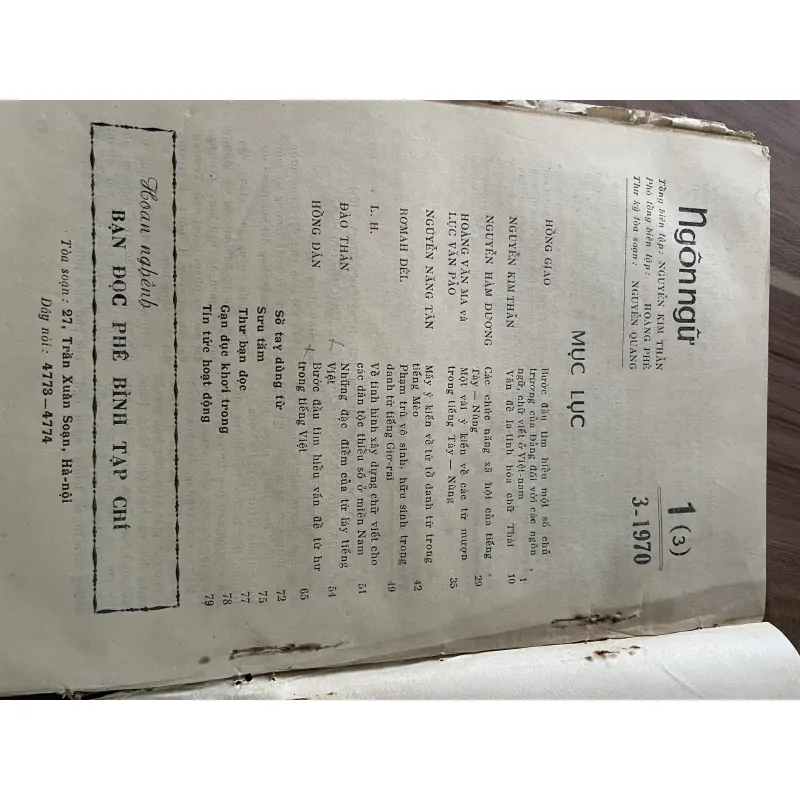 Ngôn ngữ
Tổng biên tập: NGUYỄN KIM THẢN
Phó tổng biên tập: HOÀNG PHÊ
Thư ký tòa soạn: NGUYÊN QUANG
1 (3)
3-1970
MỤC LỤC
HỒNG GIAO
Bước đầu tìm hiểu một số chủ
trương của Đảng đối với các ngôn
ngữ, chữ viết ở Việt-nam 1
NGUYỄN KIM THẢN
Vấn đề la-tinh hóa chữ Thái 10
NGUYỄN HÀM DƯƠNG
Các chức năng xã hội của tiếng
Tày — Nùng 29
HOÀNG VĂN MA và
LỤC VĂN PẢO
Một vài ý kiến về các từ mượn
trong tiếng Tày — Nùng 35
NGUYỄN NĂNG TÂN
Mấy ý kiến về từ tổ danh từ trong
tiếng Mèo 42
ROMAH DÊL
Phạm trù vô sinh, hữu sinh trong
danh từ tiếng Giơ-rai 49
L. H.
Về tình hình xây dựng chữ viết cho
các dân tộc thiểu số ở miền Nam 51
ĐÀO THẢN
Những đặc điểm của từ láy tiếng
Việt 54
HỒNG DÂN
Bước đầu tìm hiểu vấn đề từ hư
trong tiếng Việt 65
Sổ tay dùng từ 72
Sưu tầm 75
Thư bạn đọc 77
Gạn đục khơi trong 78
Tin tức hoạt động 79
Hoan nghênh
BẠN ĐỌC PHÊ BÌNH TẠP CHÍ
Tòa soạn: 27, Trần Xuân Soạn, Hà-nội
Dây nói: 4773—4774